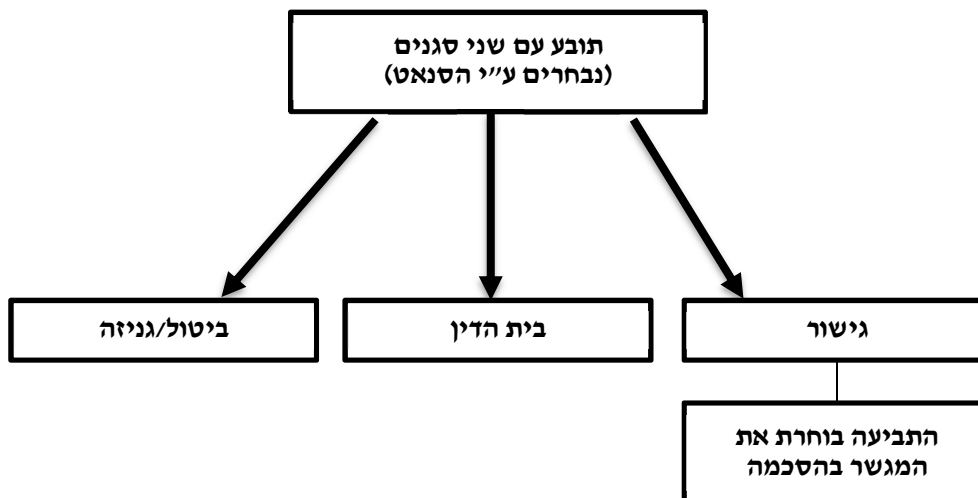 תובע עם שני סגנים
(נבחרים ע״י הסנאט)
גישור
בית הדין
ביטול/גניזה
התביעה בוחרת את
המגשר בהסכמה